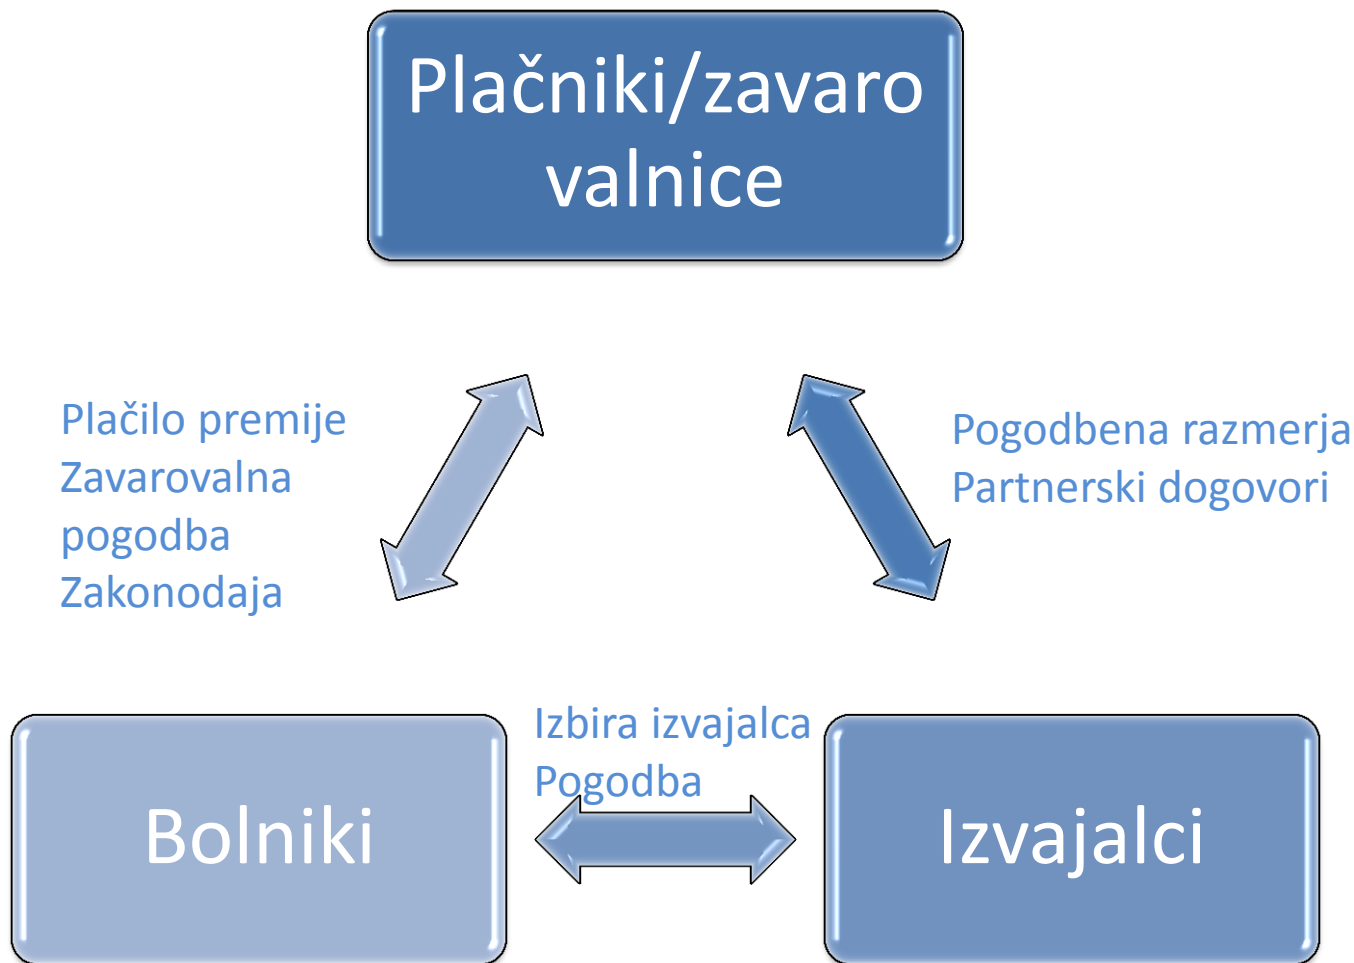 Plačniki/zavaro
valnice
Plačilo premije
Zavarovalna
pogodba
Zakonodaja
Pogodbena razmerja
Partnerski dogovori
Izbira izvajalca
Pogodba
Bolniki
Izvajalci